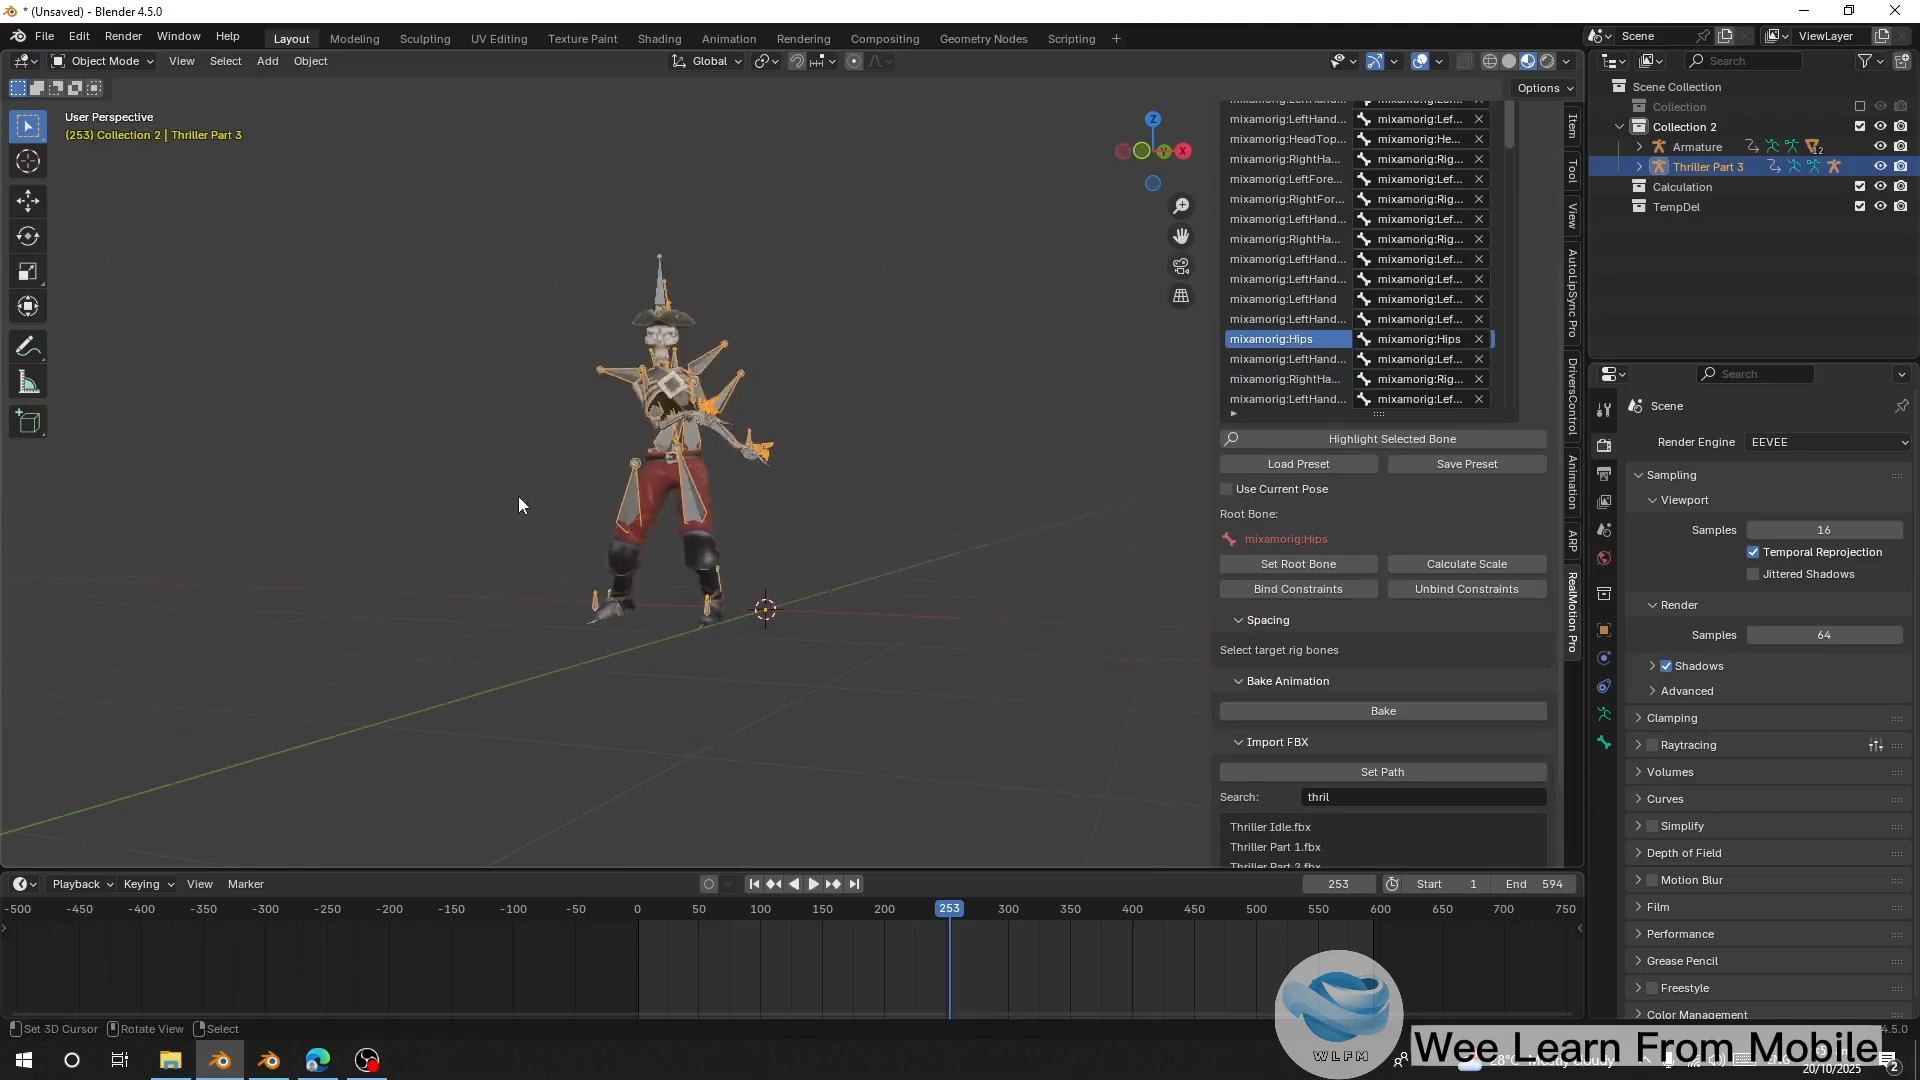 * (Unsaved) - Blender 4.5.0
File Edit Render Window Help
Layout Modeling Sculpting UV Editing Texture Paint Shading Animation Rendering Compositing Geometry Nodes Scripting +
Scene
ViewLayer
Object Mode View Select Add Object
Global
Options
User Perspective
(253) Collection 2 | Thriller Part 3
Z
X
mixamorig:LeftHand... mixamorig:Lef...
mixamorig:HeadTop... mixamorig:He...
mixamorig:RightHa... mixamorig:Rig...
mixamorig:LeftFore... mixamorig:Lef...
mixamorig:RightFor... mixamorig:Rig...
mixamorig:LeftHand... mixamorig:Lef...
mixamorig:RightHa... mixamorig:Rig...
mixamorig:LeftHand... mixamorig:Lef...
mixamorig:LeftHand... mixamorig:Lef...
mixamorig:LeftHand mixamorig:Lef...
mixamorig:LeftHand... mixamorig:Lef...
mixamorig:Hips mixamorig:Hips
mixamorig:LeftHand... mixamorig:Lef...
mixamorig:RightHa... mixamorig:Rig...
mixamorig:LeftHand... mixamorig:Lef...
Highlight Selected Bone
Load Preset Save Preset
Use Current Pose
Root Bone:
mixamorig:Hips
Set Root Bone Calculate Scale
Bind Constraints Unbind Constraints
Spacing
Select target rig bones
Bake Animation
Bake
Import FBX
Set Path
Search: thril
Thriller Idle.fbx
Thriller Part 1.fbx
Thriller Part 2.fbx
Item
Tool
View
AutoLipSync Pro
DriversControl
Animation
ARP
RealMotion Pro
Search
Scene Collection
Collection
Collection 2
Armature 12
Thriller Part 3
Calculation
TempDel
Search
Scene
Render Engine EEVEE
Sampling
Viewport
Samples 16
Temporal Reprojection
Jittered Shadows
Render
Samples 64
Shadows
Advanced
Clamping
Raytracing
Volumes
Curves
Simplify
Depth of Field
Motion Blur
Film
Performance
Grease Pencil
Freestyle
Color Management
Playback Keying View Marker
253 Start 1 End 594
-500 -450 -400 -350 -300 -250 -200 -150 -100 -50 0 50 100 150 200 253 300 350 400 450 500 550 600 650 700 750
Set 3D Cursor Rotate View Select
4.5.0
WLFM
Wee Learn From Mobile
20/10/2025
2